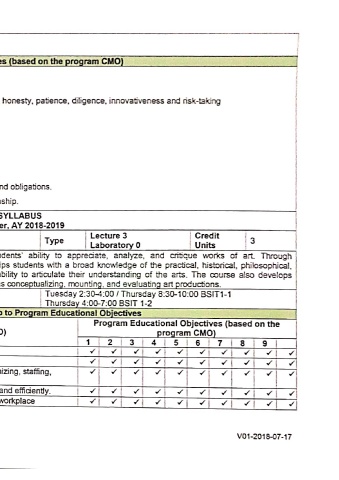 es (based on the program CMO)
honesty, patience, diligence, innovativeness and risk-taking
nd obligations.
ship.
SYLLABUS
er, AY 2018-2019
Type Lecture 3 Laboratory 0 Credit Units 3
dents' ability to appreciate, analyze, and critique works of art. Through
ps students with a broad knowledge of the practical, historical, philosophical,
bility to articulate their understanding of the arts. The course also develops
s conceptualizing, mounting, and evaluating art productions.
Tuesday 2:30-4:00 / Thursday 8:30-10:00 BSIT1-1
Thursday 4:00-7:00 BSIT 1-2
p to Program Educational Objectives
Program Educational Objectives (based on the
program CMO)
O)
1 2 3 4 5 6 7 8 9
✓ ✓ ✓ ✓ ✓ ✓ ✓ ✓ ✓ ✓
✓ ✓ ✓ ✓ ✓ ✓ ✓ ✓ ✓ ✓
izing, staffing, ✓ ✓ ✓ ✓ ✓ ✓ ✓ ✓ ✓ ✓
and efficiently. ✓ ✓ ✓ ✓ ✓ ✓ ✓ ✓ ✓ ✓
workplace ✓ ✓ ✓ ✓ ✓ ✓ ✓ ✓ ✓ ✓
V01-2018-07-17